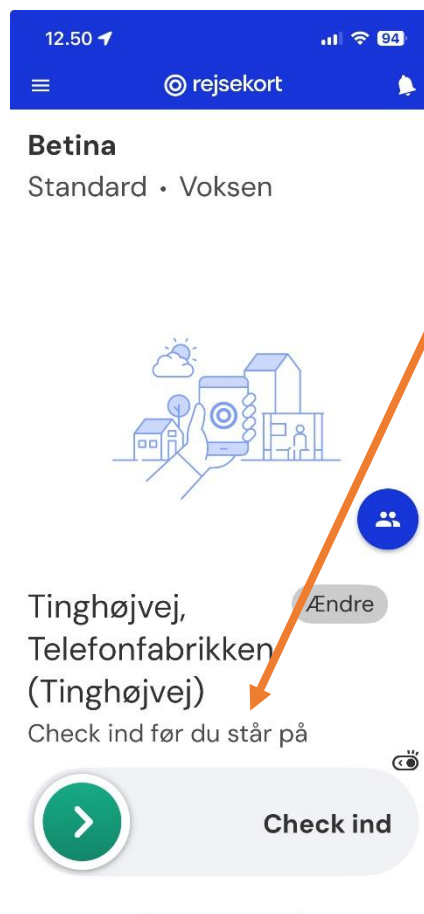 12.50
94
rejsekort
Betina
Standard • Voksen
Tinghøjvej,
Ændre
Telefonfabrikken
(Tinghøjvej)
Check ind før du står på
Check ind